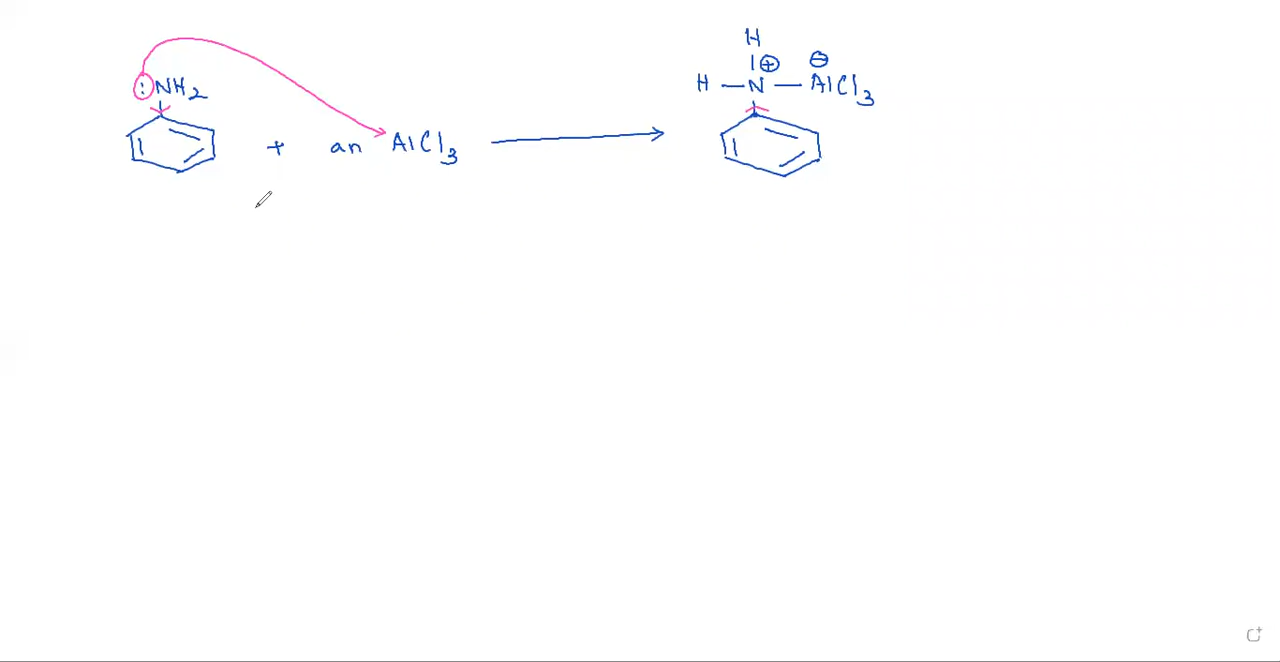 H
⊕ ⊖
:NH2 H — N — AlCl3
+ an AlCl3 ⟶